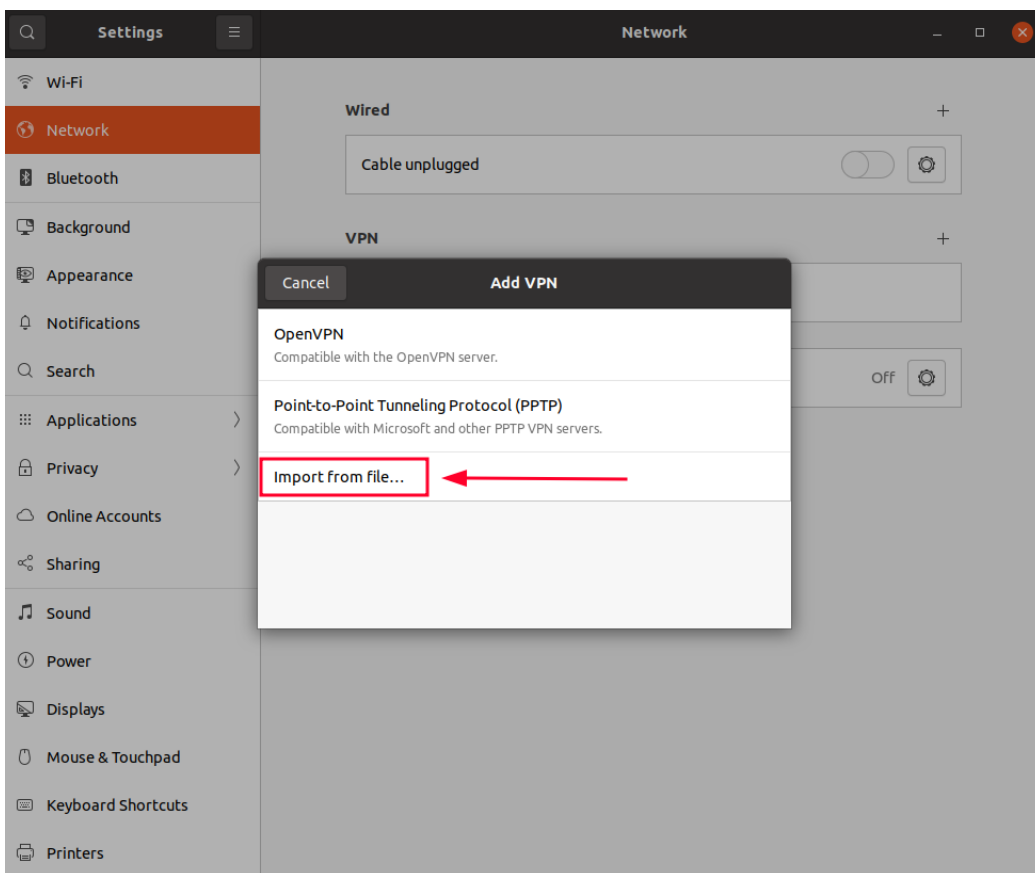 Settings
Network
Wi-Fi
Network
Bluetooth
Background
Appearance
Notifications
Search
Applications
Privacy
Online Accounts
Sharing
Sound
Power
Displays
Mouse & Touchpad
Keyboard Shortcuts
Printers
Wired
Cable unplugged
VPN
Off
Cancel
Add VPN
OpenVPN
Compatible with the OpenVPN server.
Point-to-Point Tunneling Protocol (PPTP)
Compatible with Microsoft and other PPTP VPN servers.
Import from file…